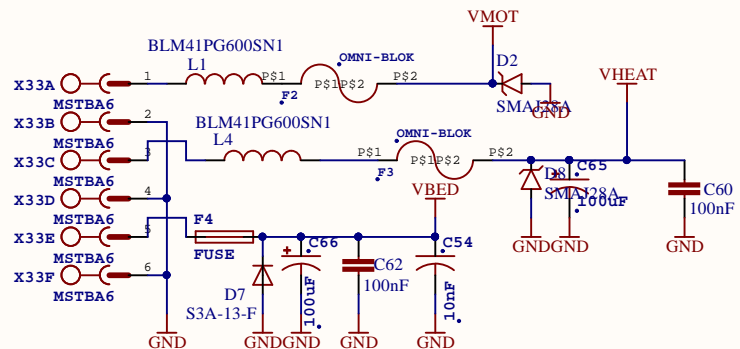 VMOT
BLM41PG600SN1
OMNI-BLOK
L1
D2
VHEAT
X33A
1
P$1
P$1P$2
P$2
MSTBA6
F2
SMAJ28A
GND
X33B
2
BLM41PG600SN1
MSTBA6
L4
OMNI-BLOK
X33C
3
P$1
P$1P$2
P$2
MSTBA6
F3
D8
C65
VBED
SMAJ28A
C60
X33D
4
100uF
100nF
MSTBA6
F4
X33E
5
C66
C54
GND
GND
GND
MSTBA6
FUSE
X33F
6
C62
D7
100nF
MSTBA6
S3A-13-F
100uF
10nF
GND
GND
GND
GND
GND